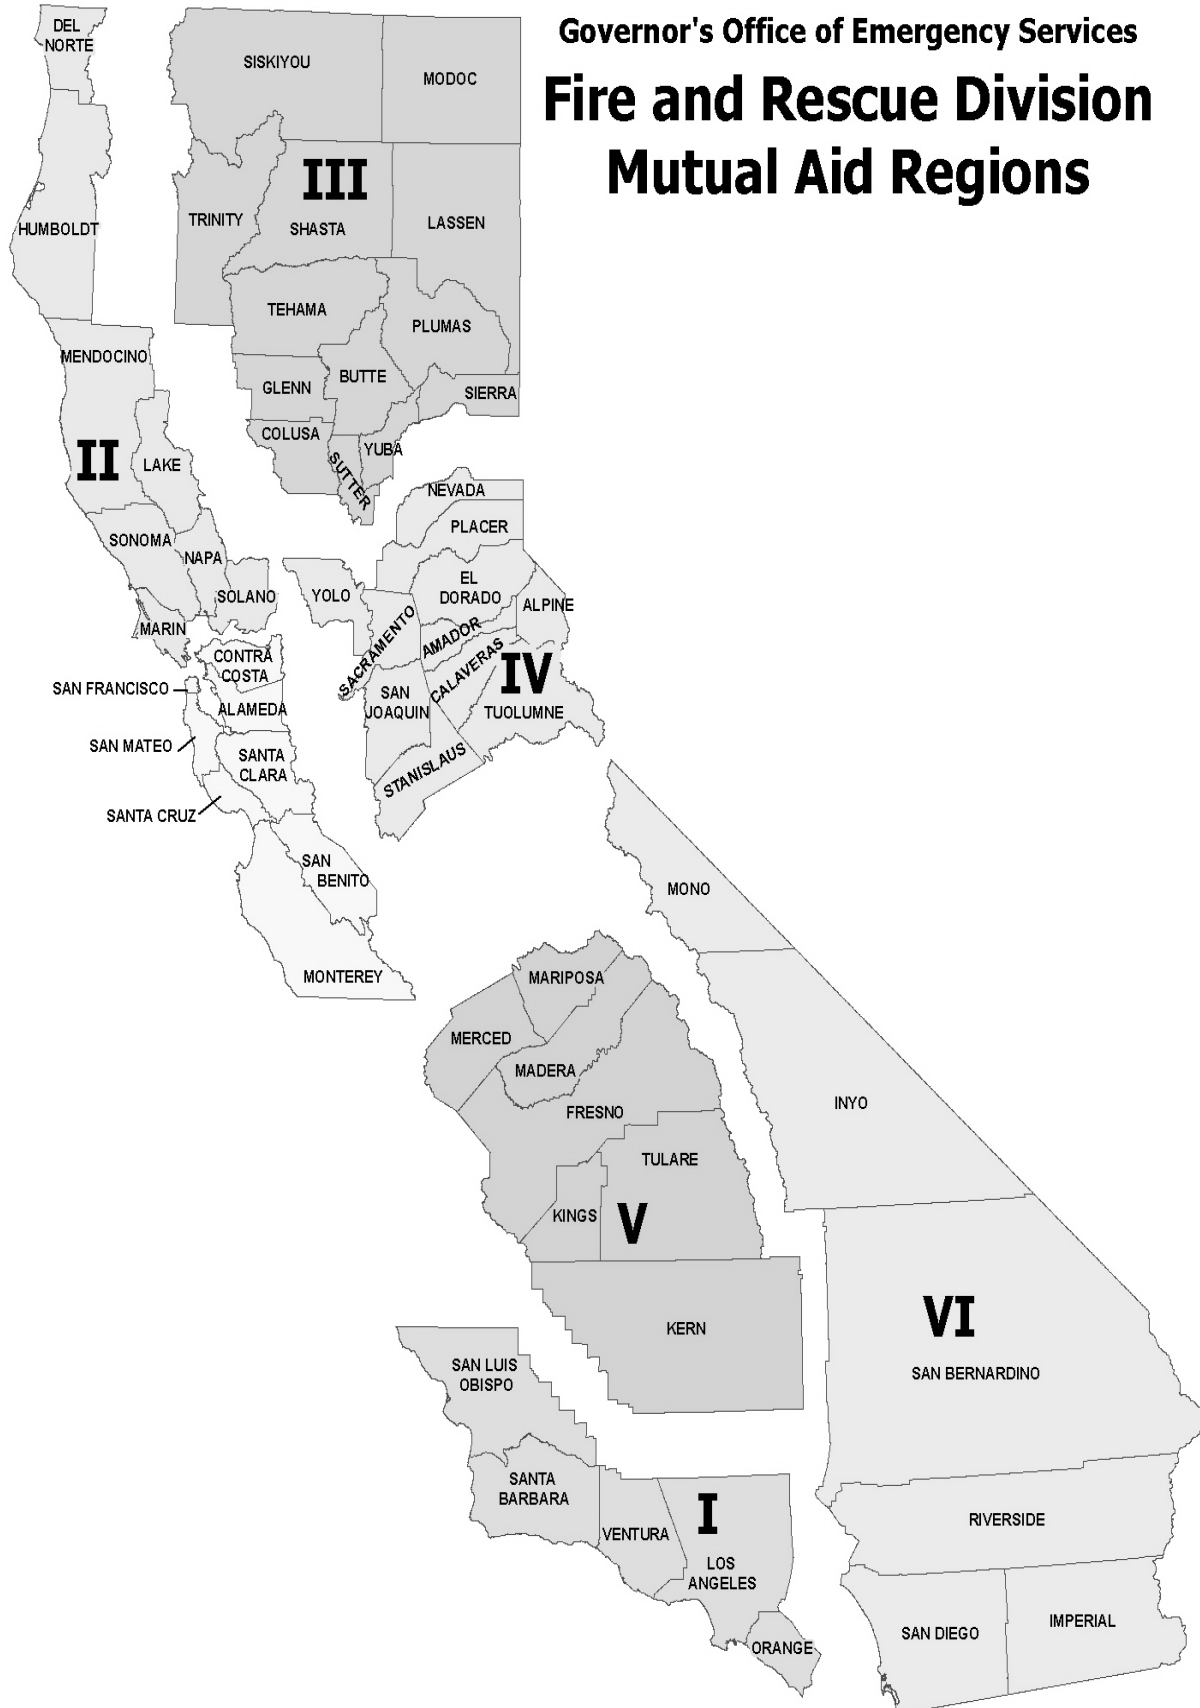 Governor's Office of Emergency Services
Fire and Rescue Division
Mutual Aid Regions
DEL
NORTE
SISKIYOU
MODOC
HUMBOLDT
TRINITY
III
SHASTA
LASSEN
TEHAMA
PLUMAS
MENDOCINO
GLENN
BUTTE
SIERRA
COLUSA
YUBA
SUTTER
II
LAKE
NEVADA
PLACER
SONOMA
NAPA
SOLANO
YOLO
EL
DORADO
ALPINE
MARIN
SACRAMENTO
AMADOR
CALAVERAS
IV
CONTRA
COSTA
SAN FRANCISCO
ALAMEDA
SAN
JOAQUIN
TUOLUMNE
SAN MATEO
SANTA
CLARA
STANISLAUS
SANTA CRUZ
SAN
BENITO
MONO
MONTEREY
MARIPOSA
MERCED
MADERA
FRESNO
INYO
TULARE
KINGS
V
KERN
VI
SAN BERNARDINO
SAN LUIS
OBISPO
SANTA
BARBARA
VENTURA
I
LOS
ANGELES
ORANGE
RIVERSIDE
SAN DIEGO
IMPERIAL